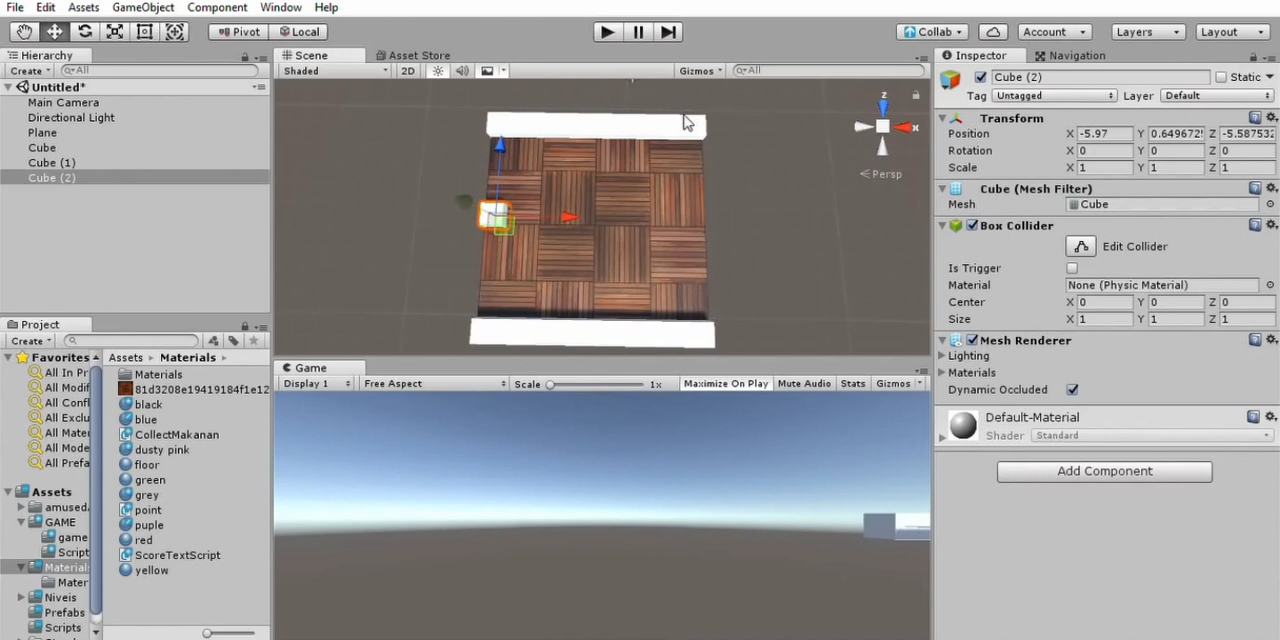 File Edit Assets GameObject Component Window Help
Pivot Local Collab Account Layers Layout
Hierarchy
Create All
Untitled*
Main Camera
Directional Light
Plane
Cube
Cube (1)
Cube (2)
Scene Asset Store
Shaded 2D Gizmos All
z
x
Persp
Game
Display 1 Free Aspect Scale 1x Maximize On Play Mute Audio Stats Gizmos
Project
Create
Favorites
All In Pr
All Modif
All Conf
All Exclu
All Mater
All Mode
All Prefa
Assets
amused
GAME
game
Script
Materials
Mater
Niveis
Prefabs
Scripts
Assets Materials
Materials
81d3208e19419184f1e12
black
blue
CollectMakanan
dusty pink
floor
green
grey
point
puple
red
ScoreTextScript
yellow
Inspector Navigation
Cube (2) Static
Tag Untagged Layer Default
Transform
Position X -5.97 Y 0.649672 Z -5.587532
Rotation X 0 Y 0 Z 0
Scale X 1 Y 1 Z 1
Cube (Mesh Filter)
Mesh Cube
Box Collider
Edit Collider
Is Trigger
Material None (Physic Material)
Center X 0 Y 0 Z 0
Size X 1 Y 1 Z 1
Mesh Renderer
Lighting
Materials
Dynamic Occluded
Default-Material
Shader Standard
Add Component